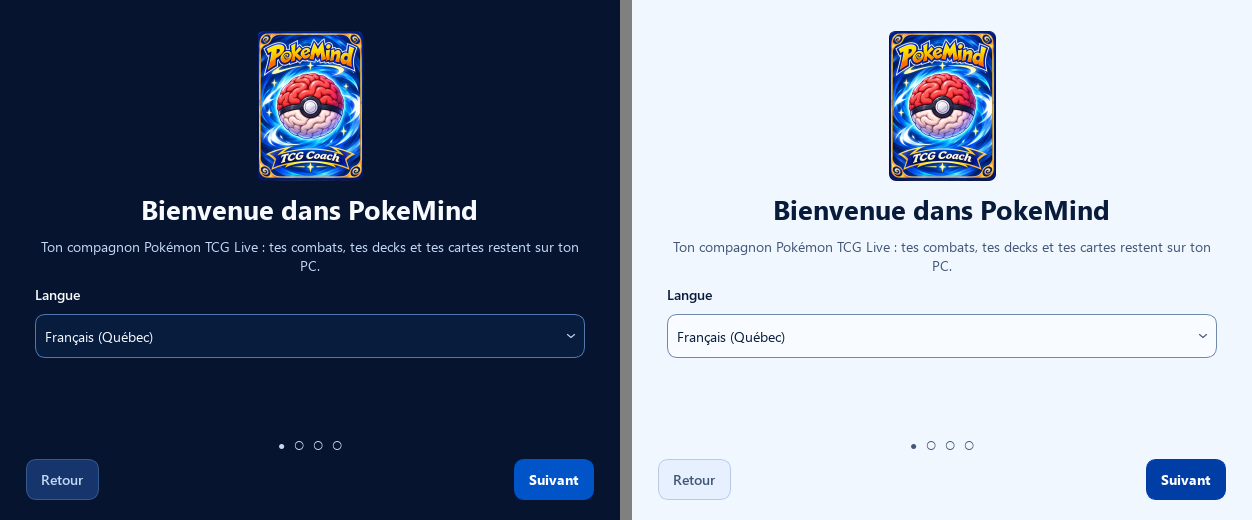 PokeMind
TCG Coach
Bienvenue dans PokeMind
Ton compagnon Pokémon TCG Live : tes combats, tes decks et tes cartes restent sur ton
PC.
Langue
Français (Québec)
Retour
Suivant
PokeMind
TCG Coach
Bienvenue dans PokeMind
Ton compagnon Pokémon TCG Live : tes combats, tes decks et tes cartes restent sur ton
PC.
Langue
Français (Québec)
Retour
Suivant